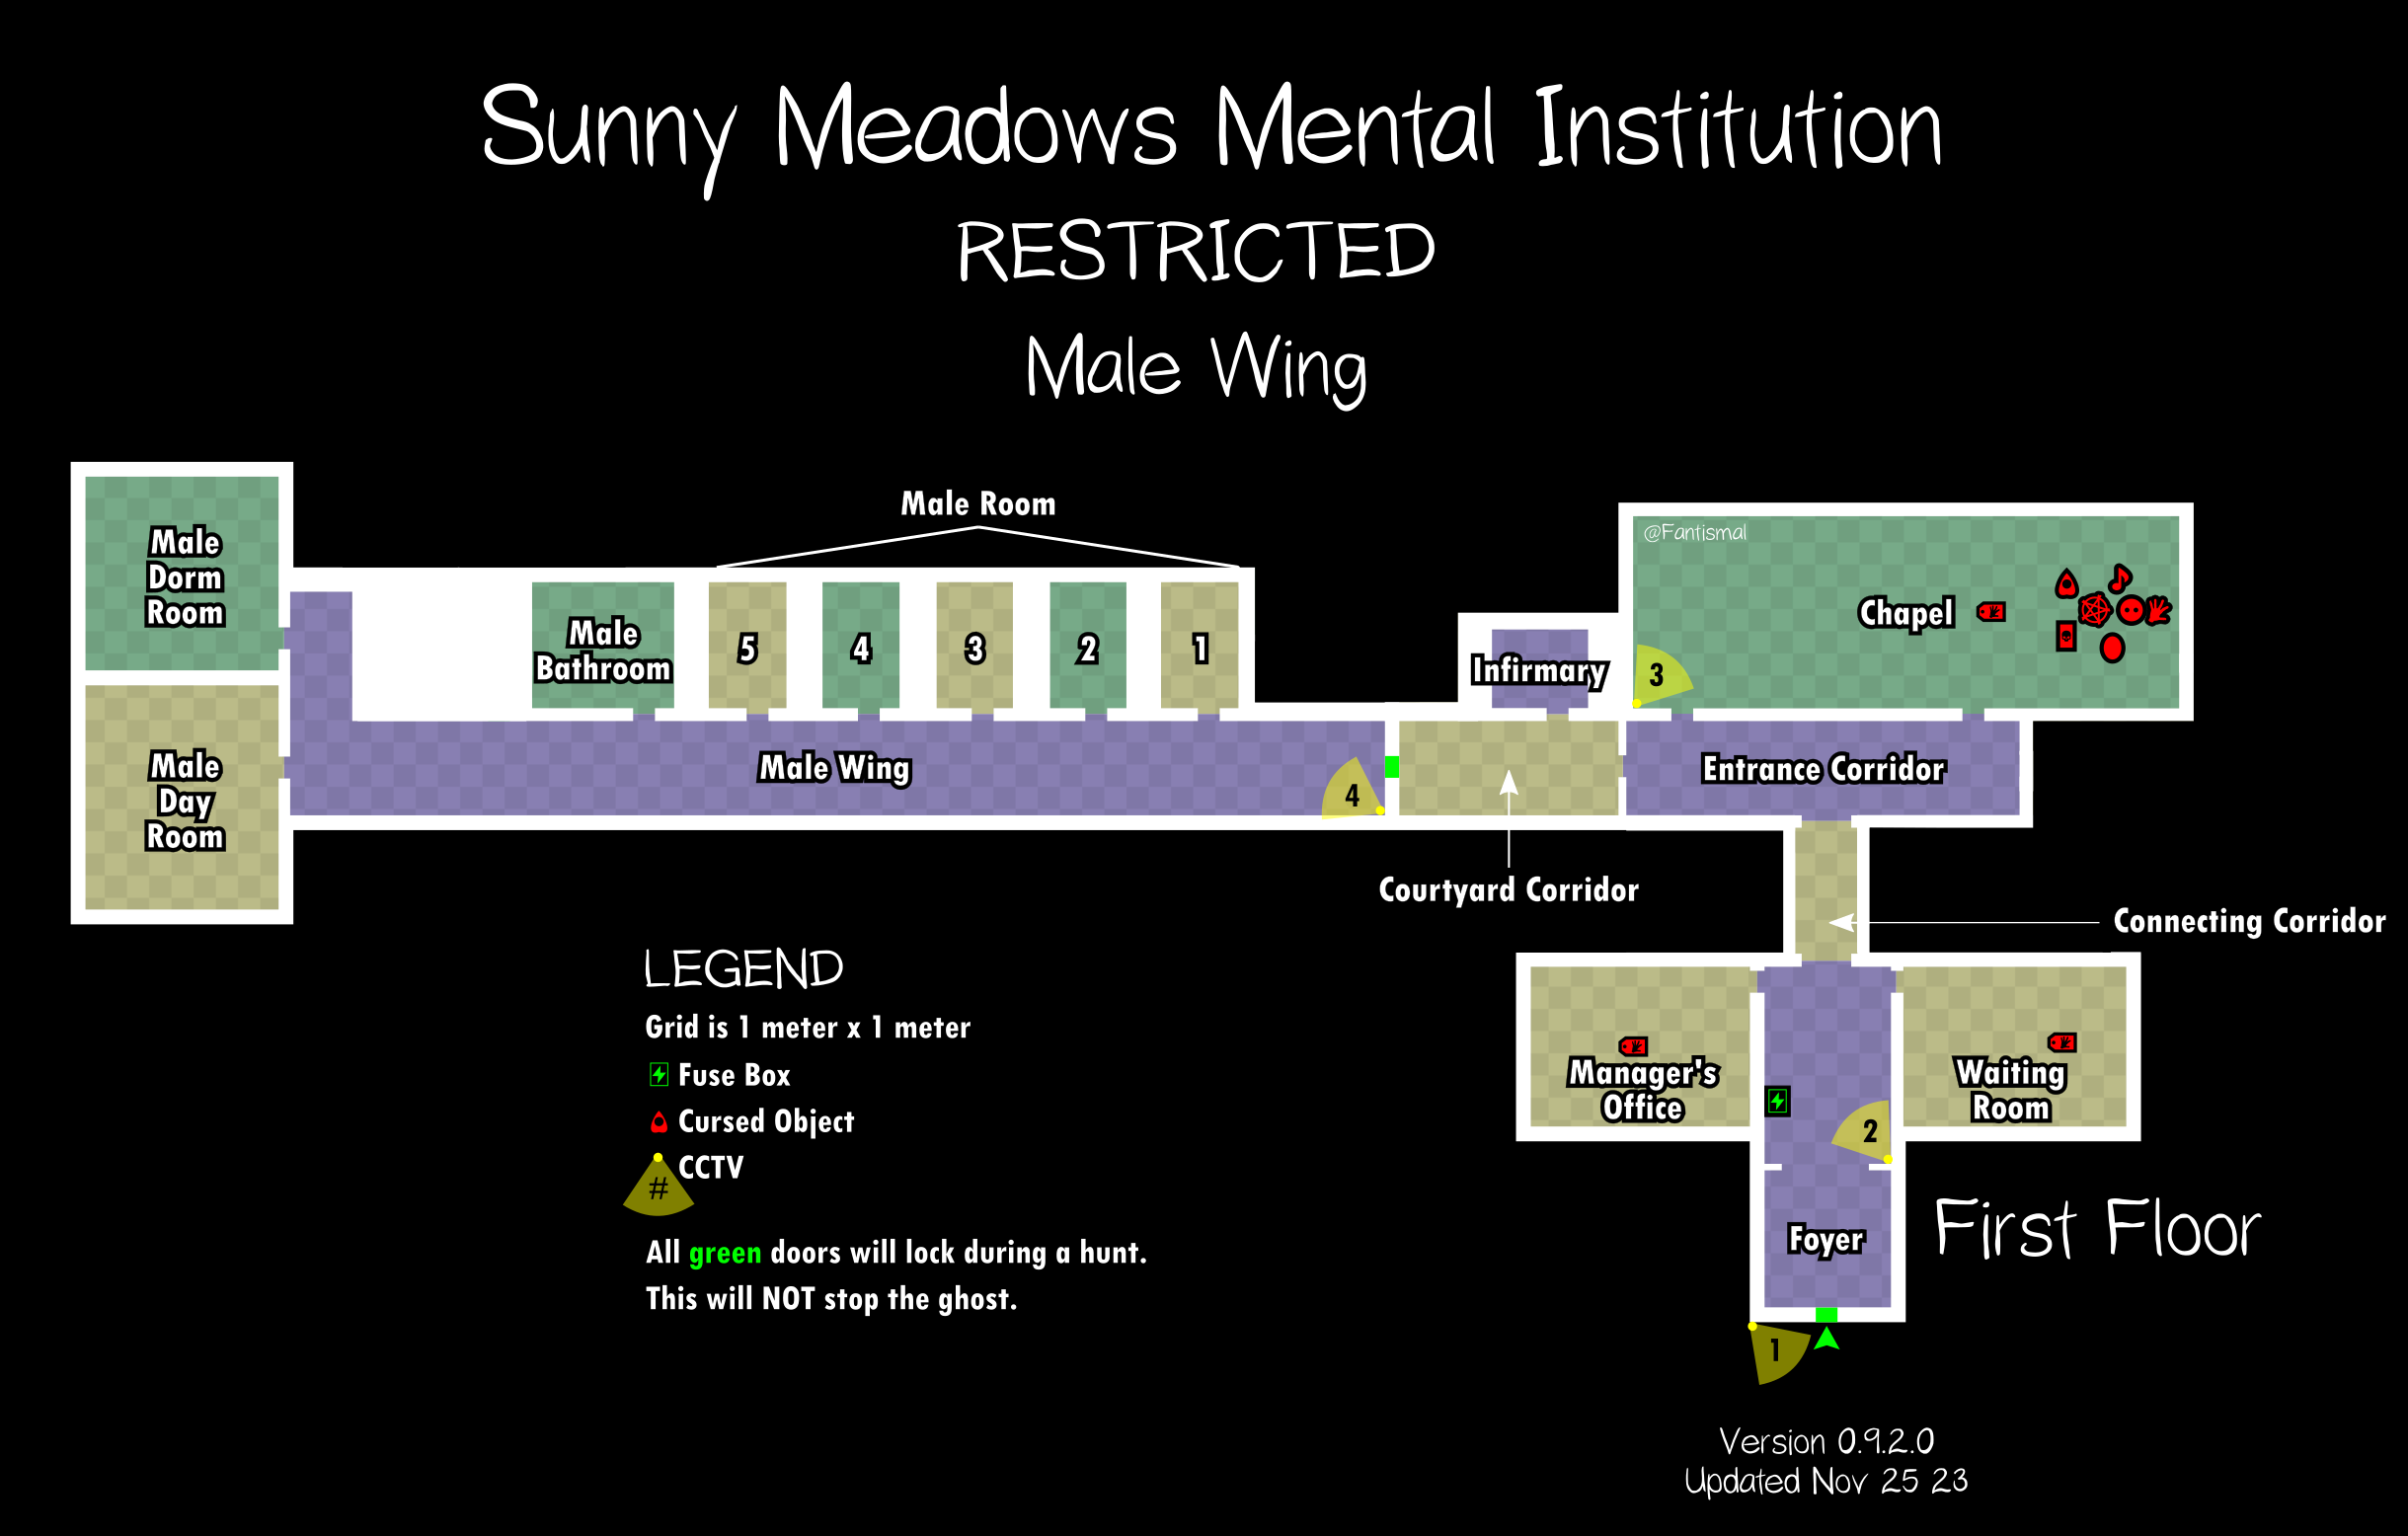 Sunny Meadows Mental Institution
RESTRICTED
Male Wing
Male Room
@Fantismal
Male
Dorm
Room
Male
Bathroom
5
4
3
2
1
Infirmary
3
Chapel
Male
Day
Room
Male Wing
4
Entrance Corridor
Courtyard Corridor
Connecting Corridor
LEGEND
Grid is 1 meter x 1 meter
Fuse Box
Cursed Object
CCTV
#
All green doors will lock during a hunt.
This will NOT stop the ghost.
Manager's
Office
Waiting
Room
2
Foyer
First Floor
1
Version 0.9.2.0
Updated Nov 25 23